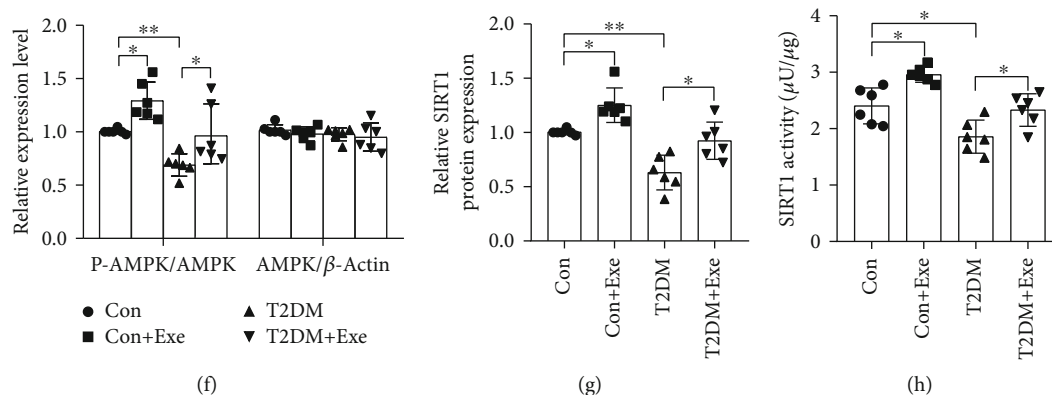 Relative expression level
2.0
1.5
1.0
0.5
0.0
**
*
*
P-AMPK/AMPK
AMPK/β-Actin
Con
Con+Exe
T2DM
T2DM+Exe
(f)
Relative SIRT1
protein expression
2.0
1.5
1.0
0.5
0.0
**
*
*
Con
Con+Exe
T2DM
T2DM+Exe
(g)
SIRT1 activity (μU/μg)
4
3
2
1
0
*
*
*
Con
Con+Exe
T2DM
T2DM+Exe
(h)